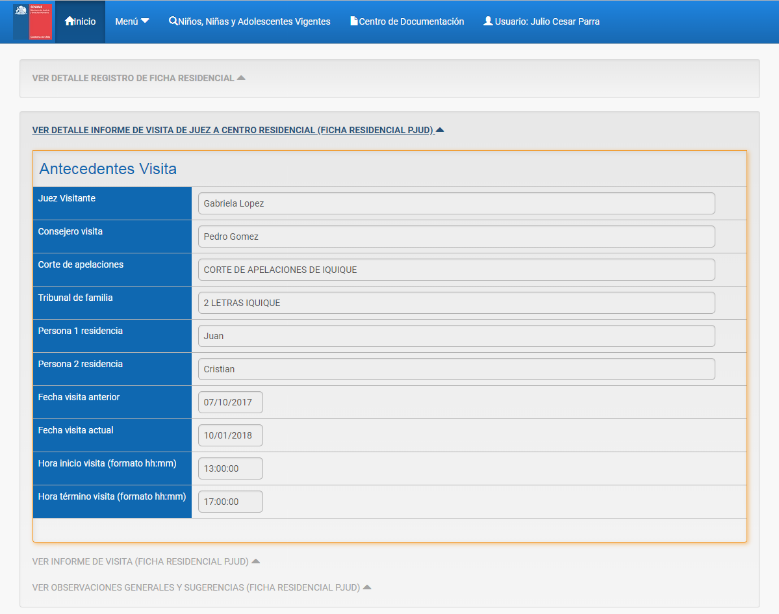 Inicio
Menú
Niños, Niñas y Adolescentes Vigentes
Centro de Documentación
Usuario: Julio Cesar Parra
VER DETALLE REGISTRO DE FICHA RESIDENCIAL
VER DETALLE INFORME DE VISITA DE JUEZ A CENTRO RESIDENCIAL (FICHA RESIDENCIAL PJUD)
Antecedentes Visita
Juez Visitante
Gabriela Lopez
Consejero visita
Pedro Gomez
Corte de apelaciones
CORTE DE APELACIONES DE IQUIQUE
Tribunal de familia
2 LETRAS IQUIQUE
Persona 1 residencia
Juan
Persona 2 residencia
Cristian
Fecha visita anterior
07/10/2017
Fecha visita actual
10/01/2018
Hora inicio visita (formato hh:mm)
13:00:00
Hora término visita (formato hh:mm)
17:00:00
VER INFORME DE VISITA (FICHA RESIDENCIAL PJUD)
VER OBSERVACIONES GENERALES Y SUGERENCIAS (FICHA RESIDENCIAL PJUD)